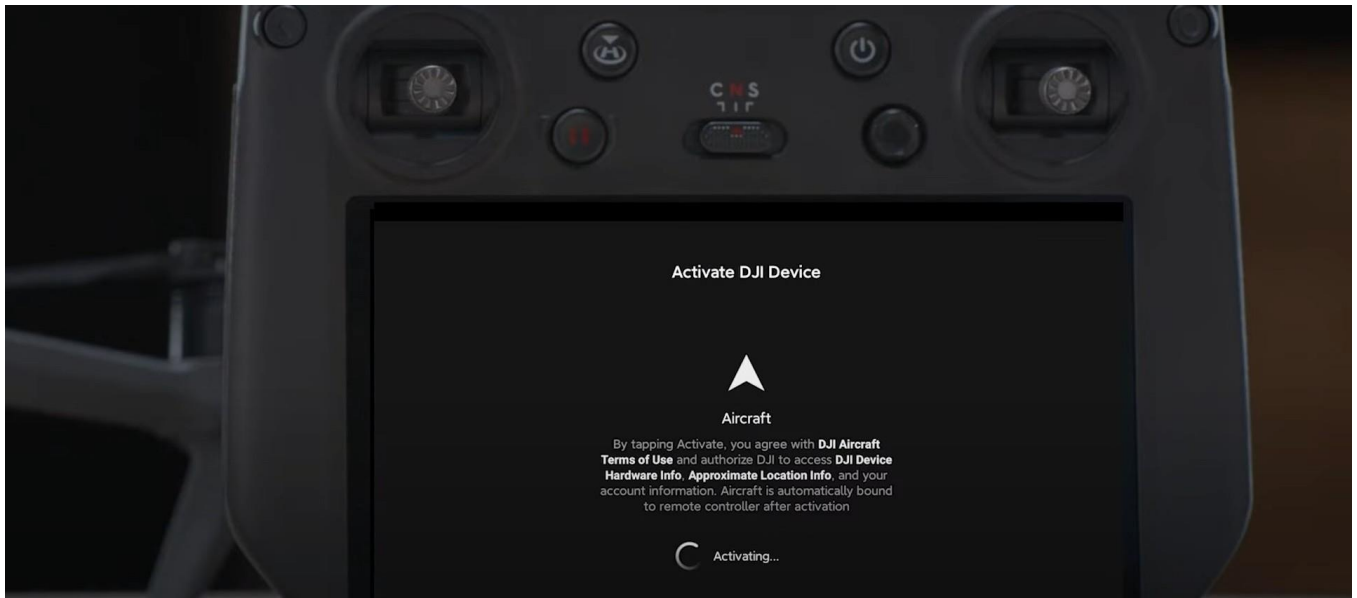 C N S
Activate DJI Device
Aircraft
By tapping Activate, you agree with DJI Aircraft
Terms of Use and authorize DJI to access DJI Device
Hardware Info, Approximate Location Info, and your
account information. Aircraft is automatically bound
to remote controller after activation
Activating...